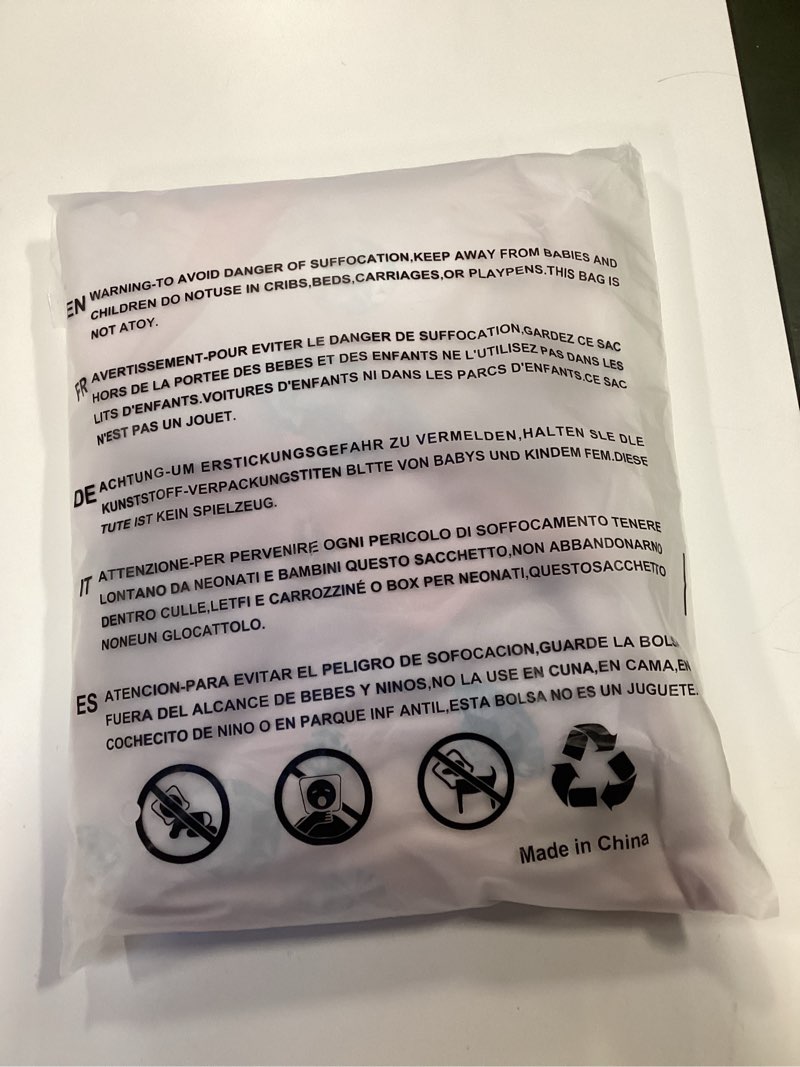 EN WARNING-TO AVOID DANGER OF SUFFOCATION,KEEP AWAY FROM BABIES AND
CHILDREN DO NOTUSE IN CRIBS,BEDS,CARRIAGES,OR PLAYPENS.THIS BAG IS
NOT ATOY.
FR AVERTISSEMENT-POUR EVITER LE DANGER DE SUFFOCATION,GARDEZ CE SAC
HORS DE LA PORTEE DES BEBES ET DES ENFANTS NE L'UTILISEZ PAS DANS LES
LITS D'ENFANTS.VOITURES D'ENFANTS NI DANS LES PARCS D'ENFANTS.CE SAC
N'EST PAS UN JOUET.
DE ACHTUNG-UM ERSTICKUNGSGEFAHR ZU VERMELDEN,HALTEN SLE DLE
KUNSTSTOFF-VERPACKUNGSTITEN BLTTE VON BABYS UND KINDEM FEM.DIESE
TUTE IST KEIN SPIELZEUG.
IT ATTENZIONE-PER PERVENIRE OGNI PERICOLO DI SOFFOCAMENTO TENERE
LONTANO DA NEONATI E BAMBINI QUESTO SACCHETTO,NON ABBANDONARNO
DENTRO CULLE,LETFI E CARROZZINÉ O BOX PER NEONATI,QUESTOSACCHETTO
NONEUN GLOCATTOLO.
ES ATENCION-PARA EVITAR EL PELIGRO DE SOFOCACION,GUARDE LA BOLSA
FUERA DEL ALCANCE DE BEBES Y NINOS,NO LA USE EN CUNA,EN CAMA,EN
COCHECITO DE NINO O EN PARQUE INF ANTIL,ESTA BOLSA NO ES UN JUGUETE.
Made in China